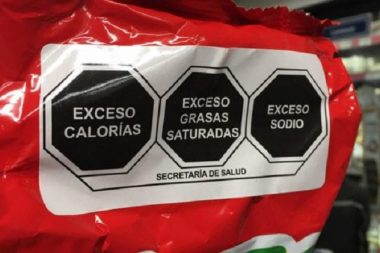 EXCESO
CALORÍAS
EXCESO
GRASAS
SATURADAS
EXCESO
SODIO
SECRETARÍA DE SALUD